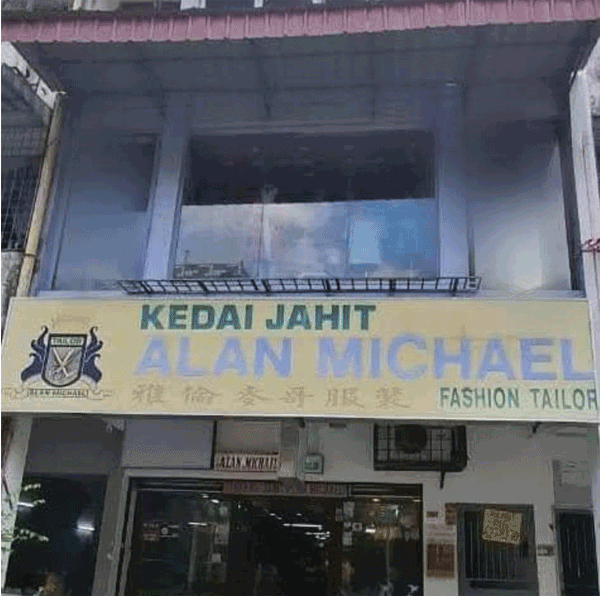 KEDAI JAHIT
ALAN MICHAEL
雅倫麥哥服裝
FASHION TAILOR
TAILOR
ALAN MICHAEL
ALAN MICHAEL